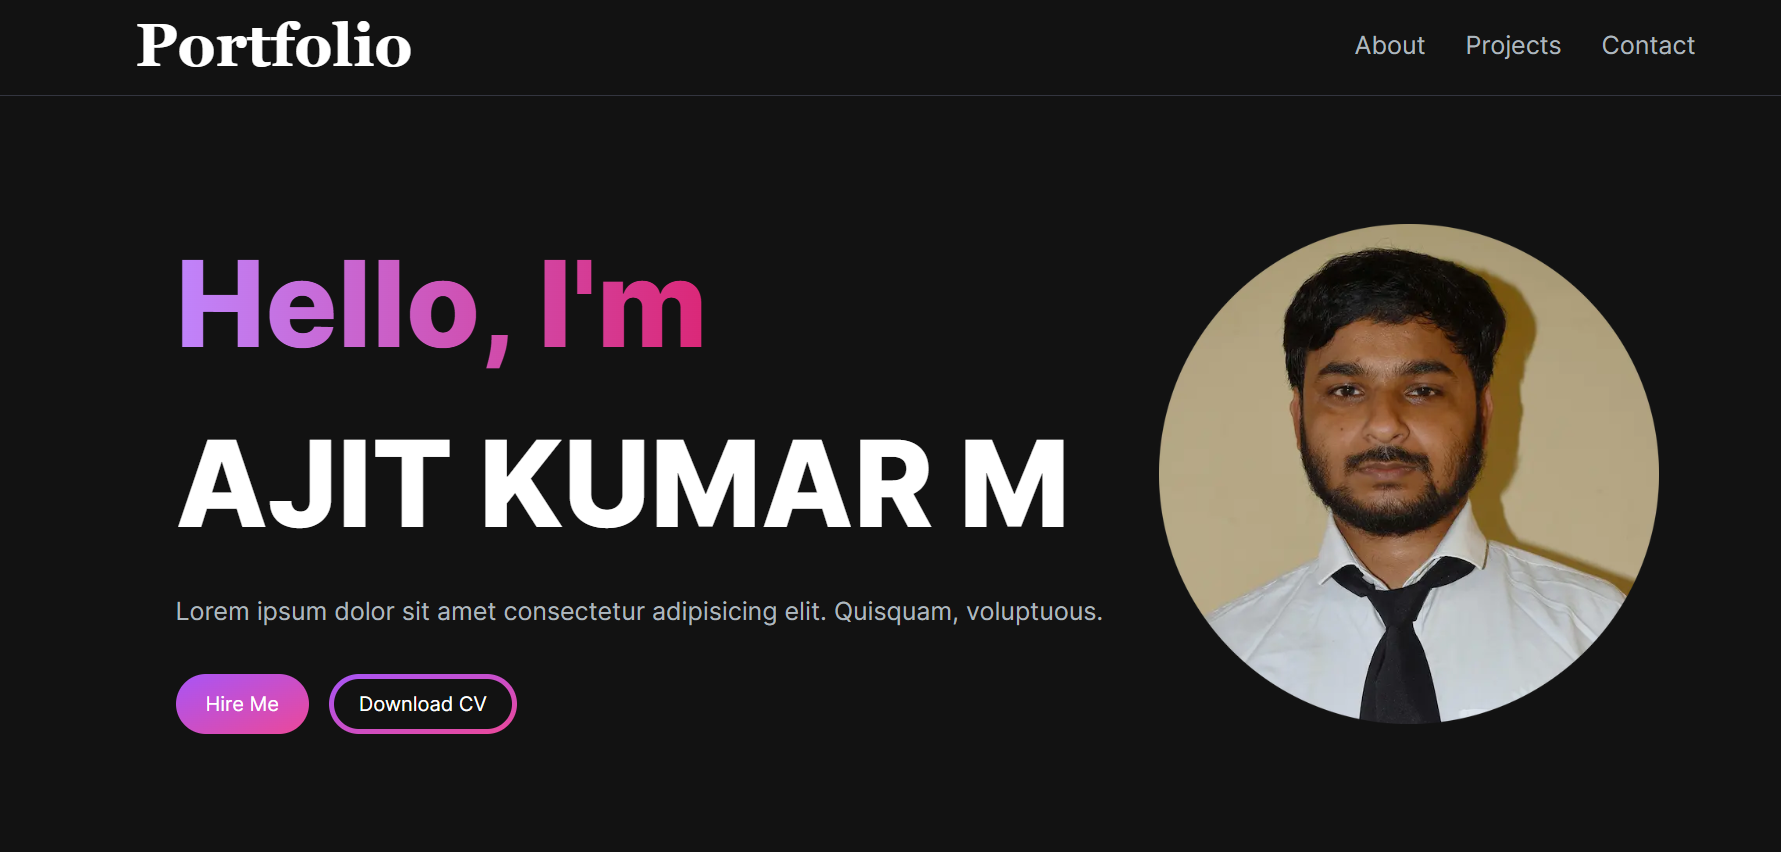 Portfolio
About Projects Contact
Hello, I'm
AJIT KUMAR M
Lorem ipsum dolor sit amet consectetur adipisicing elit. Quisquam, voluptuous.
Hire Me
Download CV